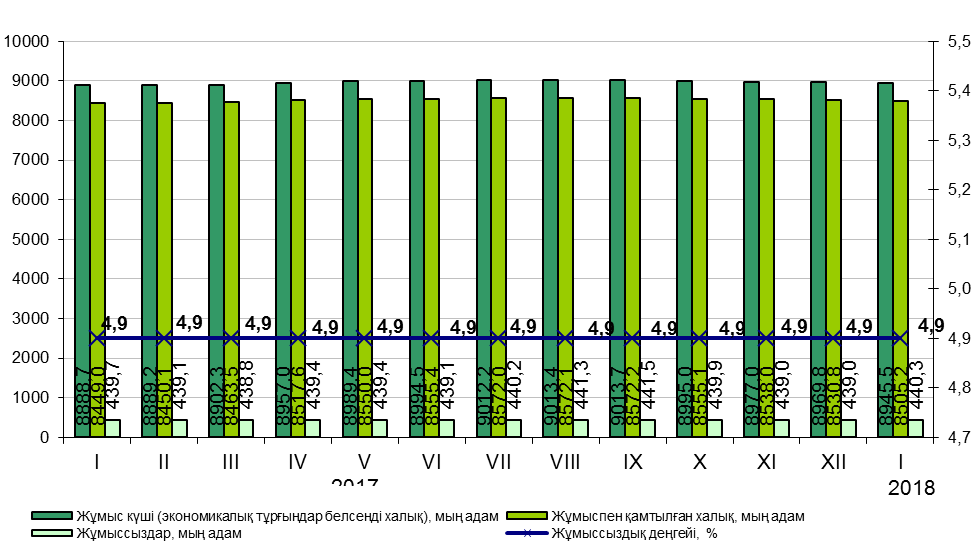 10000
9000
8000
7000
6000
5000
4000
3000
2000
1000
0
5,5
5,4
5,3
5,2
5,1
5,0
4,9
4,8
4,7
4,9 4,9 4,9 4,9 4,9 4,9 4,9 4,9 4,9 4,9 4,9 4,9 4,9
8888,7 8449,0 439,7
8889,2 8450,1 439,1
8902,3 8463,5 438,8
8957,0 8517,6 439,4
8989,4 8550,0 439,4
8994,5 8555,4 439,1
9012,2 8572,0 440,2
9013,4 8572,1 441,3
9013,7 8572,2 441,5
8995,0 8555,1 439,9
8977,0 8538,0 439,0
8969,8 8530,8 439,0
8945,5 8505,2 440,3
I II III IV V VI VII VIII IX X XI XII I
2017 2018
Жұмыс күші (экономикалық тұрғындар белсенді халық), мың адам Жұмыспен қамтылған халық, мың адам
Жұмыссыздар, мың адам Жұмыссыздық деңгейі, %